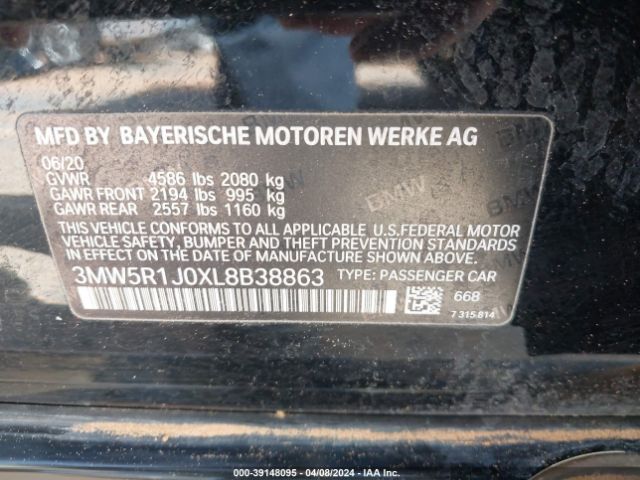 MFD BY BAYERISCHE MOTOREN WERKE AG
06/20
GVWR 4586 lbs 2080 kg
GAWR FRONT 2194 lbs 995 kg
GAWR REAR 2557 lbs 1160 kg
THIS VEHICLE CONFORMS TO ALL APPLICABLE U.S.FEDERAL MOTOR
VEHICLE SAFETY, BUMPER AND THEFT PREVENTION STANDARDS
IN EFFECT ON THE DATE OF MANUFACTURE SHOWN ABOVE.
3MW5R1J0XL8B38863 TYPE: PASSENGER CAR
668
7 315 814
000-39148095 - 04/08/2024 - IAA Inc.